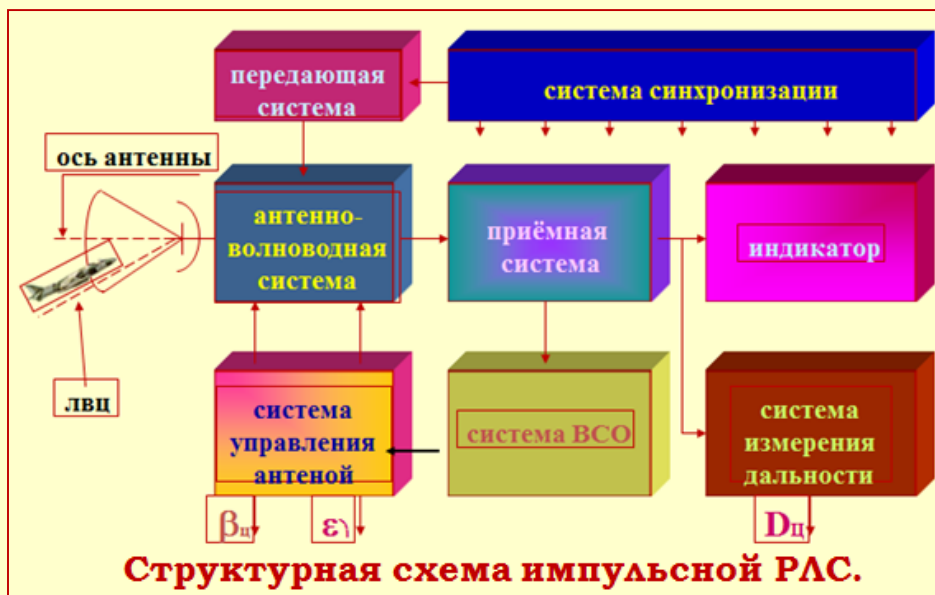 передающая
система
система синхронизации
ось антенны
антенно-
волноводная
система
приёмная
система
индикатор
лвц
система
управления
антеной
система ВСО
система
измерения
дальности
βц
ε
Dц
Структурная схема импульсной РЛС.